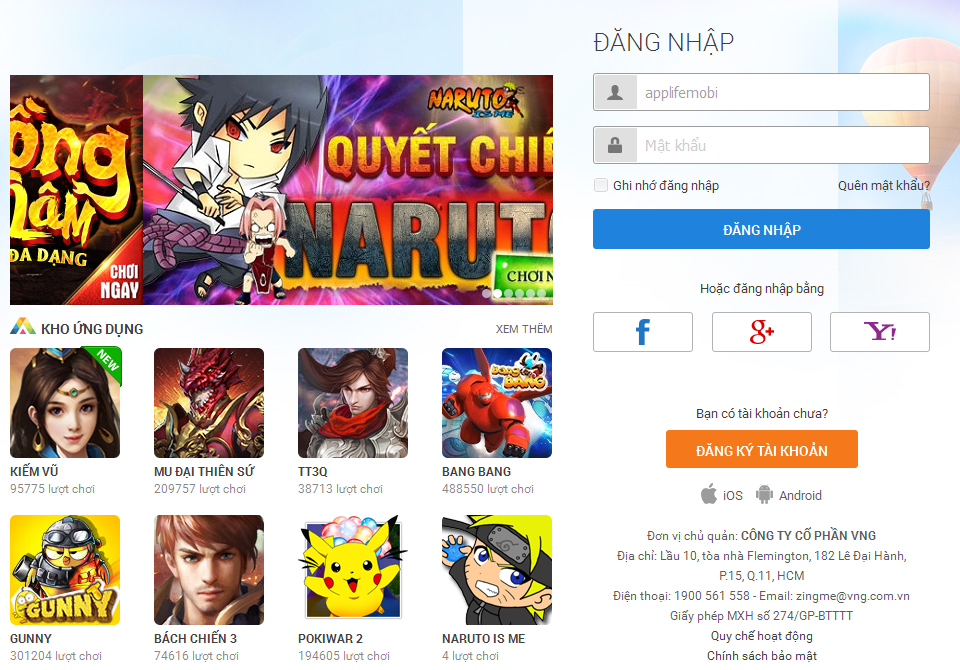 ĐĂNG NHẬP
applifemobi
Mật khẩu
Ghi nhớ đăng nhập
Quên mật khẩu?
ĐĂNG NHẬP
Hoặc đăng nhập bằng
f
g+
Y!
Bạn có tài khoản chưa?
ĐĂNG KÝ TÀI KHOẢN
iOS
Android
Đơn vị chủ quản: CÔNG TY CỔ PHẦN VNG
Địa chỉ: Lầu 10, tòa nhà Flemington, 182 Lê Đại Hành,
P.15, Q.11, HCM
Điện thoại: 1900 561 558 - Email: zingme@vng.com.vn
Giấy phép MXH số 274/GP-BTTTT
Quy chế hoạt động
Chính sách bảo mật
ồng
Lâm
ĐA DẠNG
CHƠI
NGAY
NARUTO
IS ME
QUYẾT CHIẾ
NARUTO
CHƠI N
KHO ỨNG DỤNG
XEM THÊM
NEW
BANG BANG
KIẾM VŨ
MU ĐẠI THIÊN SỨ
TT3Q
BANG BANG
95775 lượt chơi
209757 lượt chơi
38713 lượt chơi
488550 lượt chơi
GUNNY
GUNNY
BÁCH CHIẾN 3
POKIWAR 2
NARUTO IS ME
301204 lượt chơi
74616 lượt chơi
194605 lượt chơi
4 lượt chơi